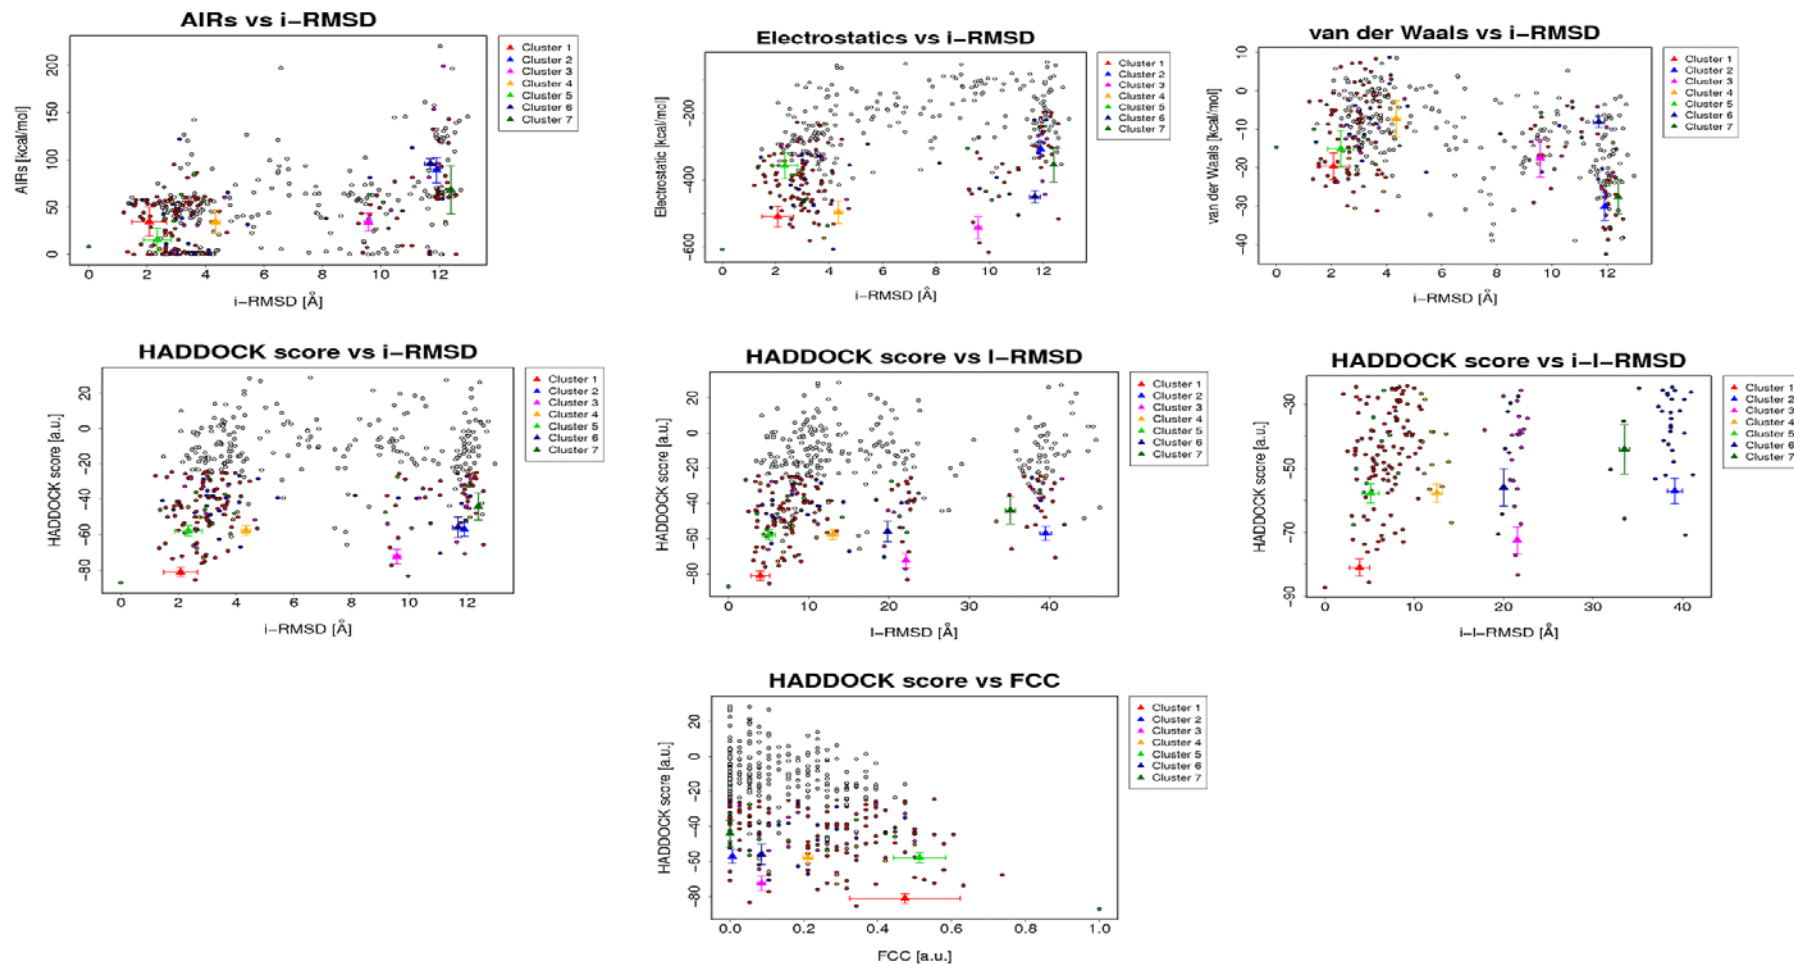 AIRs vs i-RMSD
AIRs [kcal/mol]
200
150
100
50
0
0 2 4 6 8 10 12
i-RMSD [Å]
Cluster 1
Cluster 2
Cluster 3
Cluster 4
Cluster 5
Cluster 6
Cluster 7
Electrostatics vs i-RMSD
Electrostatic [kcal/mol]
-200
-400
-600
0 2 4 6 8 10 12
i-RMSD [Å]
Cluster 1
Cluster 2
Cluster 3
Cluster 4
Cluster 5
Cluster 6
Cluster 7
van der Waals vs i-RMSD
van der Waals [kcal/mol]
10
0
-10
-20
-30
-40
0 2 4 6 8 10 12
i-RMSD [Å]
Cluster 1
Cluster 2
Cluster 3
Cluster 4
Cluster 5
Cluster 6
Cluster 7
HADDOCK score vs i-RMSD
HADDOCK score [a.u.]
20
0
-20
-40
-60
-80
0 2 4 6 8 10 12
i-RMSD [Å]
Cluster 1
Cluster 2
Cluster 3
Cluster 4
Cluster 5
Cluster 6
Cluster 7
HADDOCK score vs l-RMSD
HADDOCK score [a.u.]
20
0
-20
-40
-60
-80
0 10 20 30 40
l-RMSD [Å]
Cluster 1
Cluster 2
Cluster 3
Cluster 4
Cluster 5
Cluster 6
Cluster 7
HADDOCK score vs i-l-RMSD
HADDOCK score [a.u.]
-30
-50
-70
-90
0 10 20 30 40
i-l-RMSD [Å]
Cluster 1
Cluster 2
Cluster 3
Cluster 4
Cluster 5
Cluster 6
Cluster 7
HADDOCK score vs FCC
HADDOCK score [a.u.]
20
0
-20
-40
-60
-80
0.0 0.2 0.4 0.6 0.8 1.0
FCC [a.u.]
Cluster 1
Cluster 2
Cluster 3
Cluster 4
Cluster 5
Cluster 6
Cluster 7